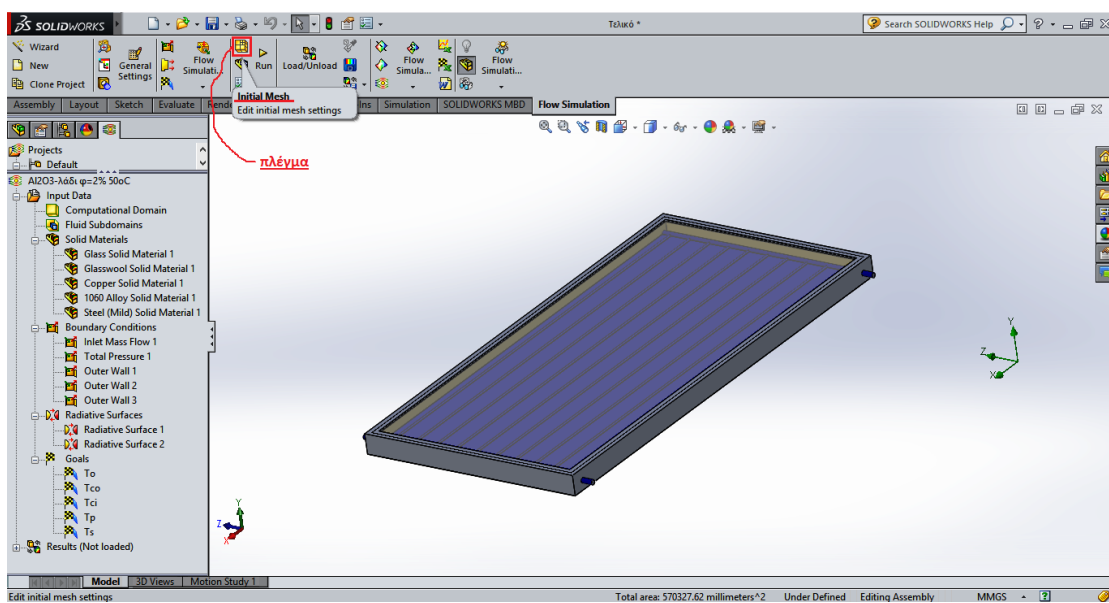 SOLIDWORKS
Τελικό *
Search SOLIDWORKS Help
Wizard
New
Clone Project
General Settings
Flow Simulati...
Run
Load/Unload
Flow Simula...
Flow Simulati...
Initial Mesh
Edit initial mesh settings
Assembly Layout Sketch Evaluate Simulation SOLIDWORKS MBD Flow Simulation
πλέγμα
Projects
Default
Al2O3-λάδι φ=2% 50oC
Input Data
Computational Domain
Fluid Subdomains
Solid Materials
Glass Solid Material 1
Glasswool Solid Material 1
Copper Solid Material 1
1060 Alloy Solid Material 1
Steel (Mild) Solid Material 1
Boundary Conditions
Inlet Mass Flow 1
Total Pressure 1
Outer Wall 1
Outer Wall 2
Outer Wall 3
Radiative Surfaces
Radiative Surface 1
Radiative Surface 2
Goals
To
Tco
Tci
Tp
Ts
Results (Not loaded)
Y
Z
X
Y
Z
X
Model 3D Views Motion Study 1
Edit initial mesh settings Total area: 570327.62 millimeters^2 Under Defined Editing Assembly MMGS